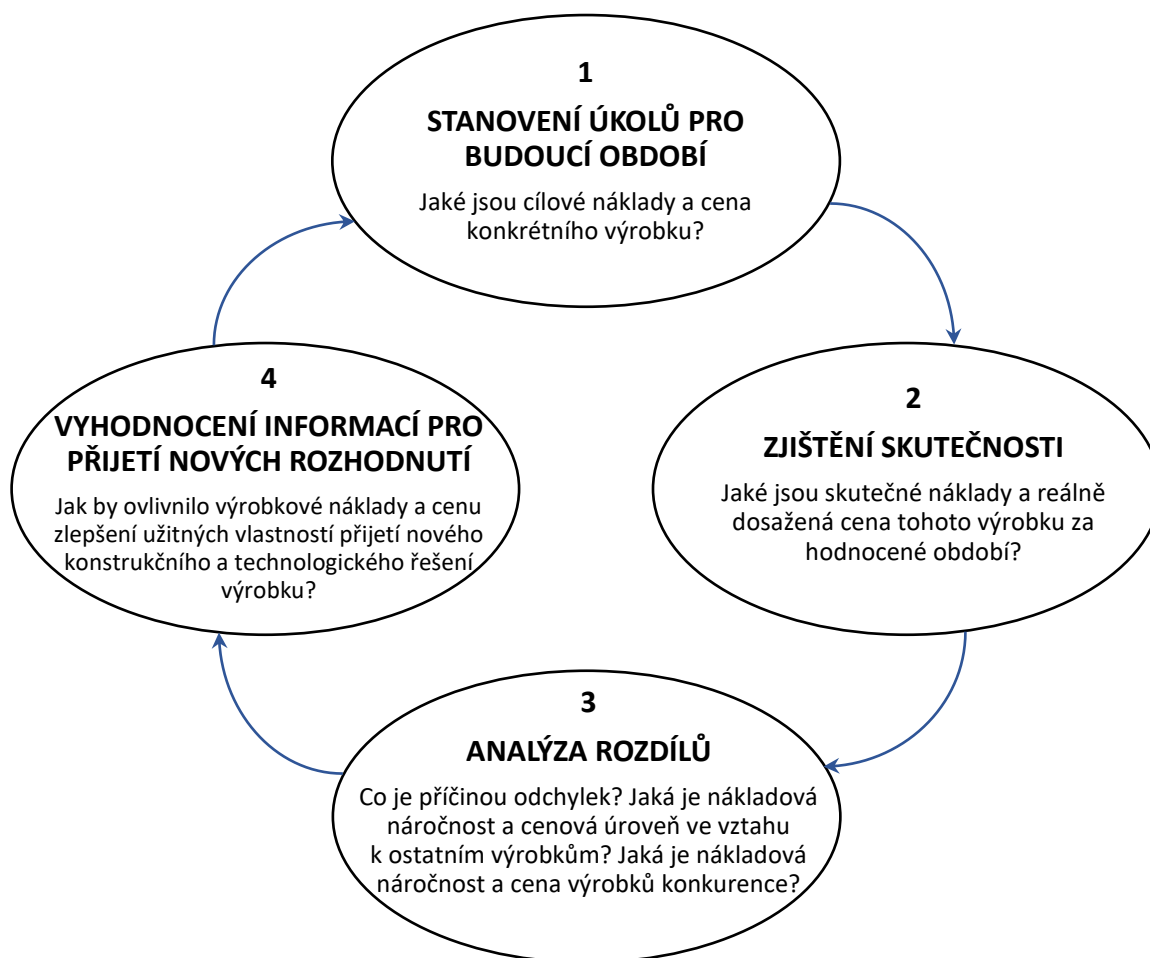 1
STANOVENÍ ÚKOLŮ PRO
BUDOUCÍ OBDOBÍ
Jaké jsou cílové náklady a cena
konkrétního výrobku?
2
ZJIŠTĚNÍ SKUTEČNOSTI
Jaké jsou skutečné náklady a reálně
dosažená cena tohoto výrobku za
hodnocené období?
3
ANALÝZA ROZDÍLŮ
Co je příčinou odchylek? Jaká je nákladová
náročnost a cenová úroveň ve vztahu
k ostatním výrobkům? Jaká je nákladová
náročnost a cena výrobků konkurence?
4
VYHODNOCENÍ INFORMACÍ PRO
PŘIJETÍ NOVÝCH ROZHODNUTÍ
Jak by ovlivnilo výrobkové náklady a cenu
zlepšení užitných vlastností přijetí nového
konstrukčního a technologického řešení
výrobku?